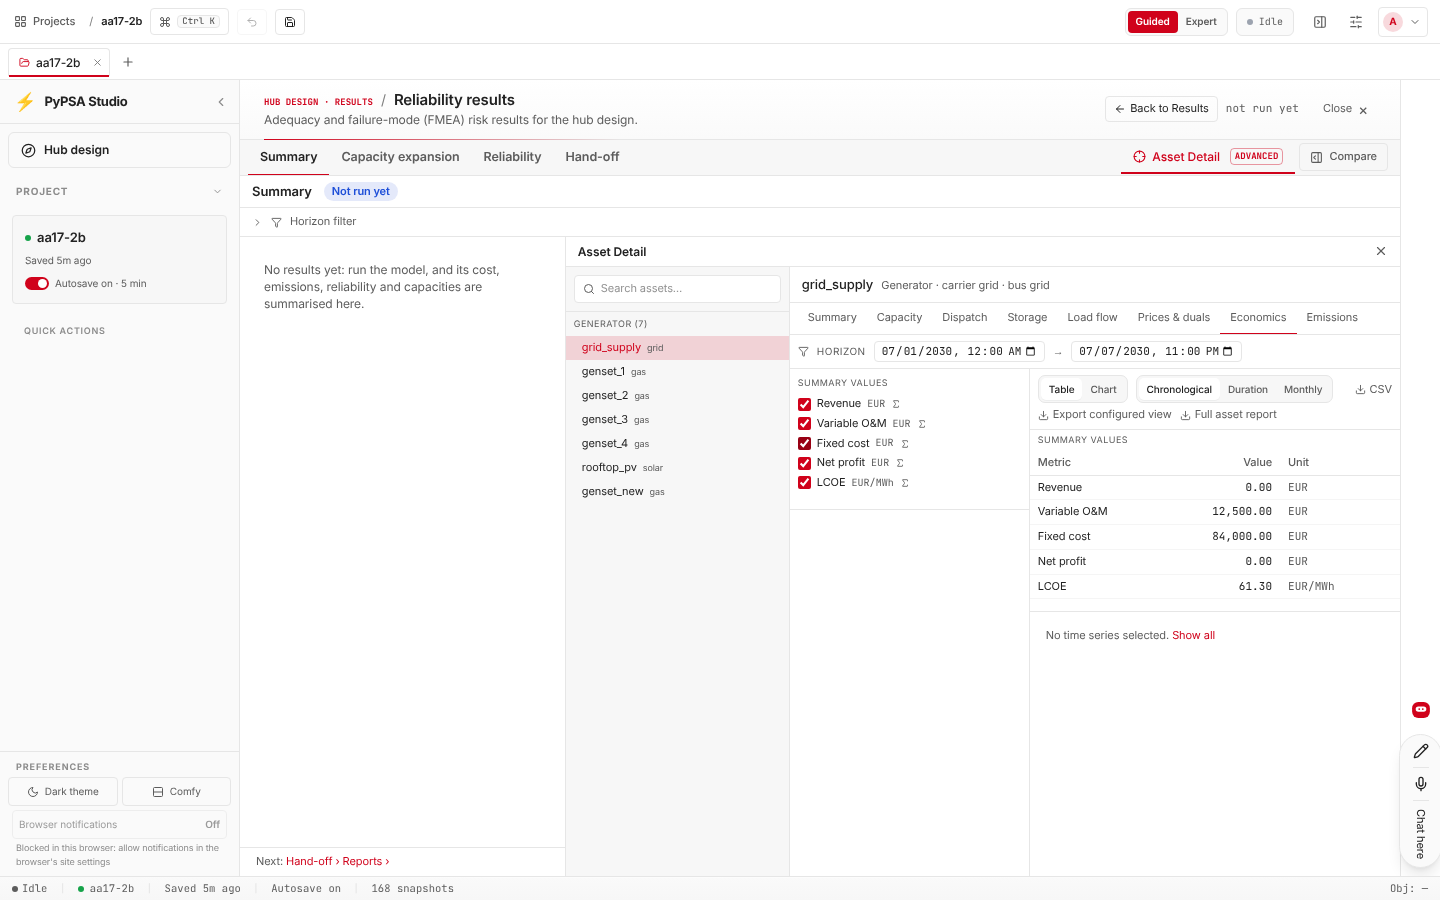 Projects / aa17-2b Ctrl K Guided Expert Idle A
aa17-2b
PyPSA Studio
Hub design
PROJECT
aa17-2b
Saved 5m ago
Autosave on · 5 min
QUICK ACTIONS
PREFERENCES
Dark theme Comfy
Browser notifications Off
Blocked in this browser: allow notifications in the
browser's site settings
HUB DESIGN · RESULTS / Reliability results
Adequacy and failure-mode (FMEA) risk results for the hub design.
← Back to Results not run yet Close ×
Summary Capacity expansion Reliability Hand-off Asset Detail ADVANCED Compare
Summary Not run yet
Horizon filter
No results yet: run the model, and its cost,
emissions, reliability and capacities are
summarised here.
Next: Hand-off › Reports ›
Asset Detail
Search assets...
GENERATOR (7)
grid_supply grid
genset_1 gas
genset_2 gas
genset_3 gas
genset_4 gas
rooftop_pv solar
genset_new gas
grid_supply Generator · carrier grid · bus grid
Summary Capacity Dispatch Storage Load flow Prices & duals Economics Emissions
HORIZON 07/01/2030, 12:00 AM → 07/07/2030, 11:00 PM
SUMMARY VALUES
Revenue EUR Σ
Variable O&M EUR Σ
Fixed cost EUR Σ
Net profit EUR Σ
LCOE EUR/MWh Σ
Table Chart Chronological Duration Monthly CSV
Export configured view Full asset report
SUMMARY VALUES
Metric Value Unit
Revenue 0.00 EUR
Variable O&M 12,500.00 EUR
Fixed cost 84,000.00 EUR
Net profit 0.00 EUR
LCOE 61.30 EUR/MWh
No time series selected. Show all
Chat here
Idle aa17-2b Saved 5m ago Autosave on 168 snapshots Obj: —